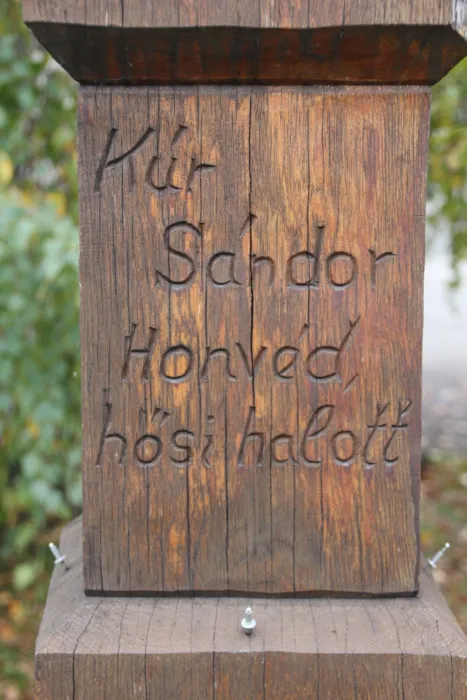 Kúr
Sándor
Honvéd,
hősi halott